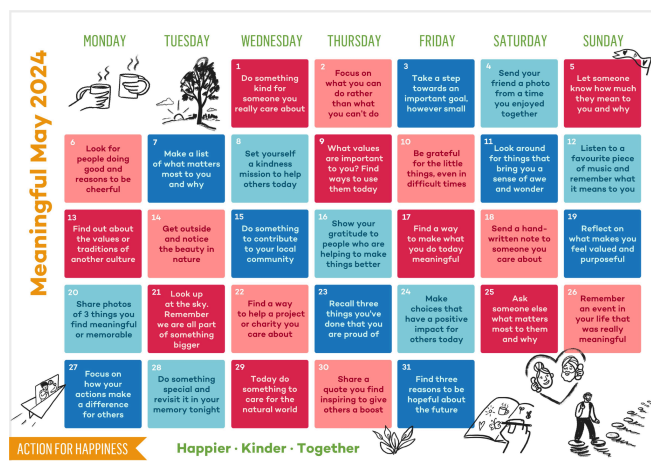 MONDAY TUESDAY WEDNESDAY THURSDAY FRIDAY SATURDAY SUNDAY
Meaningful May 2024
1
Do something
kind for
someone you
really care about
2
Focus on
what you can
do rather
than what
you can't do
3
Take a step
towards an
important goal,
however small
4
Send your
friend a photo
from a time
you enjoyed
together
5
Let someone
know how much
they mean to
you and why
6
Look for
people doing
good and
reasons to be
cheerful
7
Make a list
of what matters
most to you
and why
8
Set yourself
a kindness
mission to help
others today
9
What values
are important
to you? Find
ways to use
them today
10
Be grateful
for the little
things, even in
difficult times
11
Look around
for things that
bring you a
sense of awe
and wonder
12
Listen to a
favourite piece
of music and
remember what
it means to you
13
Find out about
the values or
traditions of
another culture
14
Get outside
and notice
the beauty in
nature
15
Do something
to contribute
to your local
community
16
Show your
gratitude to
people who are
helping to make
things better
17
Find a way
to make what
you do today
meaningful
18
Send a hand-
written note to
someone you
care about
19
Reflect on
what makes you
feel valued and
purposeful
20
Share photos
of 3 things you
find meaningful
or memorable
21
Look up
at the sky.
Remember
we are all part
of something
bigger
22
Find a way
to help a project
or charity you
care about
23
Recall three
things you've
done that you
are proud of
24
Make
choices that
have a positive
impact for
others today
25
Ask
someone else
what matters
most to them
and why
26
Remember
an event in
your life that
was really
meaningful
27
Focus on
how your
actions make
a difference
for others
28
Do something
special and
revisit it in your
memory tonight
29
Today do
something to
care for the
natural world
30
Share a
quote you find
inspiring to give
others a boost
31
Find three
reasons to be
hopeful about
the future
ACTION FOR HAPPINESS
Happier · Kinder · Together